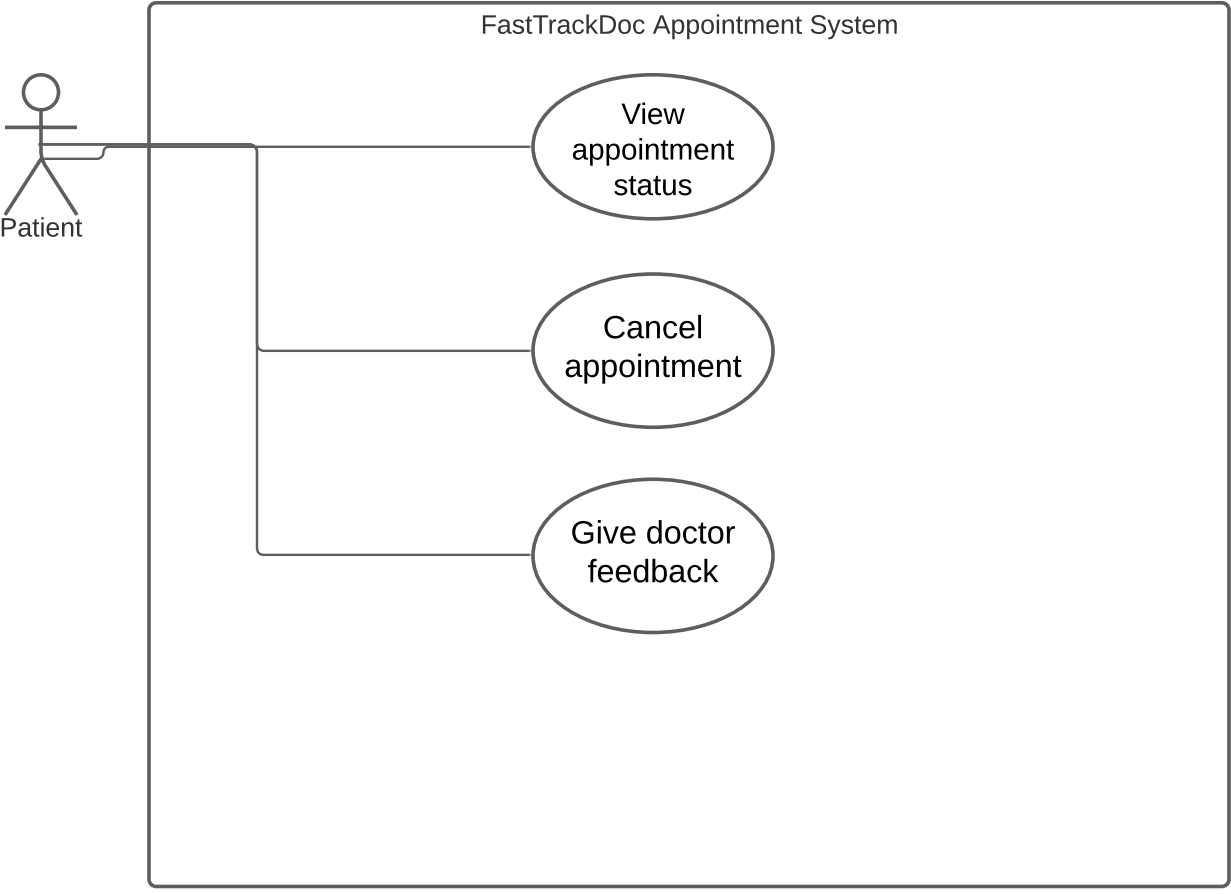 FastTrackDoc Appointment System
View
appointment
status
Patient
Cancel
appointment
Give doctor
feedback